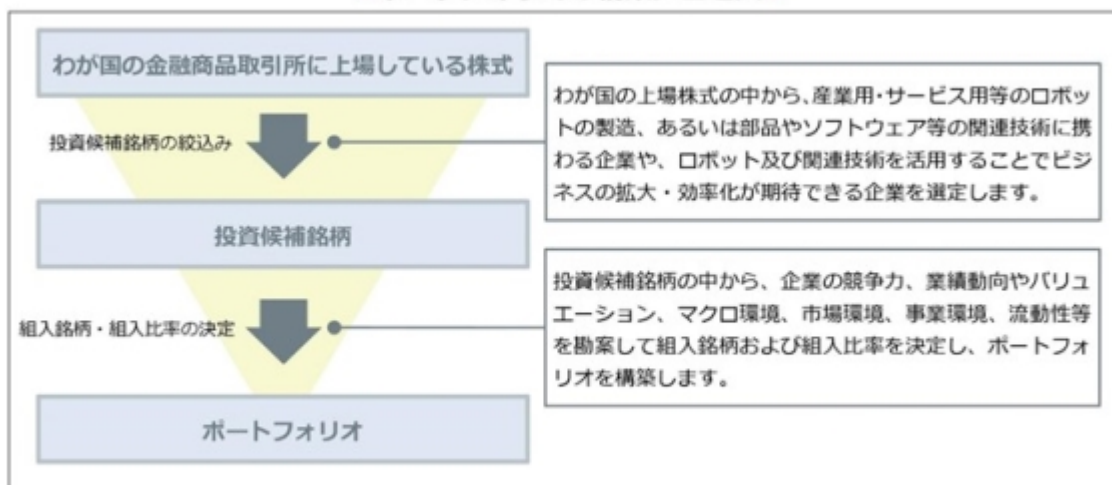 わが国の金融商品取引所に上場している株式
投資候補銘柄の絞込み
わが国の上場株式の中から、産業用・サービス用等のロボッ
トの製造、あるいは部品やソフトウェア等の関連技術に携
わる企業や、ロボット及び関連技術を活用することでビジ
ネスの拡大・効率化が期待できる企業を選定します。
投資候補銘柄
組入銘柄・組入比率の決定
投資候補銘柄の中から、企業の競争力、業績動向やバリュ
エーション、マクロ環境、市場環境、事業環境、流動性等
を勘案して組入銘柄および組入比率を決定し、ポートフォ
リオを構築します。
ポートフォリオ